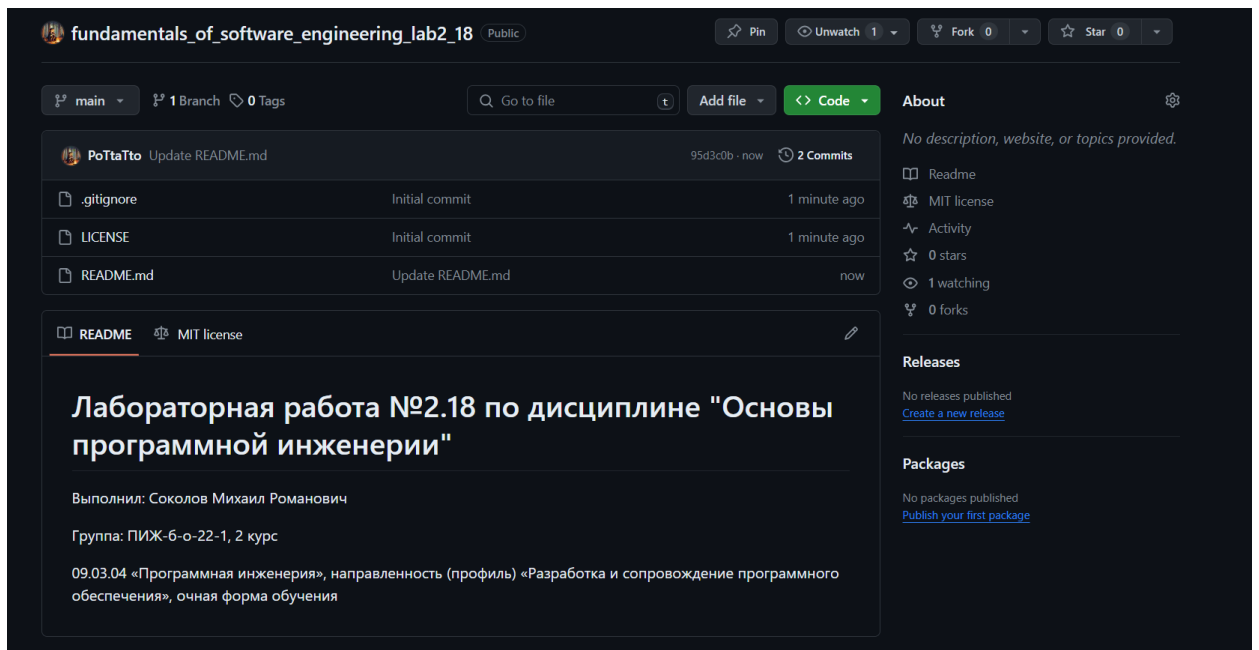 fundamentals_of_software_engineering_lab2_18 Public Pin Unwatch 1 Fork 0 Star 0
main 1 Branch 0 Tags Go to file t Add file Code
PoTtaTto Update README.md 95d3c0b · now 2 Commits
.gitignore Initial commit 1 minute ago
LICENSE Initial commit 1 minute ago
README.md Update README.md now
README MIT license
Лабораторная работа №2.18 по дисциплине "Основы
программной инженерии"
Выполнил: Соколов Михаил Романович
Группа: ПИЖ-б-о-22-1, 2 курс
09.03.04 «Программная инженерия», направленность (профиль) «Разработка и сопровождение программного
обеспечения», очная форма обучения
About
No description, website, or topics provided.
Readme
MIT license
Activity
0 stars
1 watching
0 forks
Releases
No releases published
Create a new release
Packages
No packages published
Publish your first package